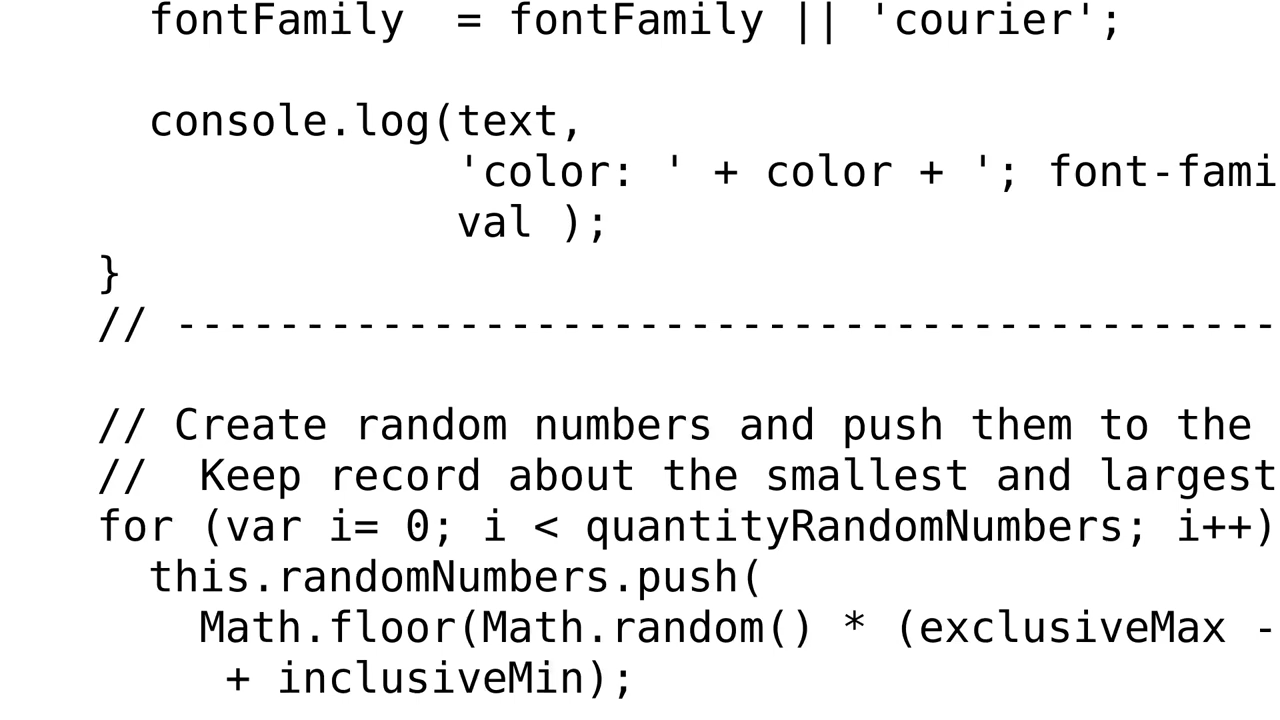 fontFamily  = fontFamily || 'courier';
console.log(text,
'color: ' + color + '; font-fami
val );
}
// -------------------------------------------
// Create random numbers and push them to the
//  Keep record about the smallest and largest
for (var i= 0; i < quantityRandomNumbers; i++)
this.randomNumbers.push(
Math.floor(Math.random() * (exclusiveMax -
+ inclusiveMin);